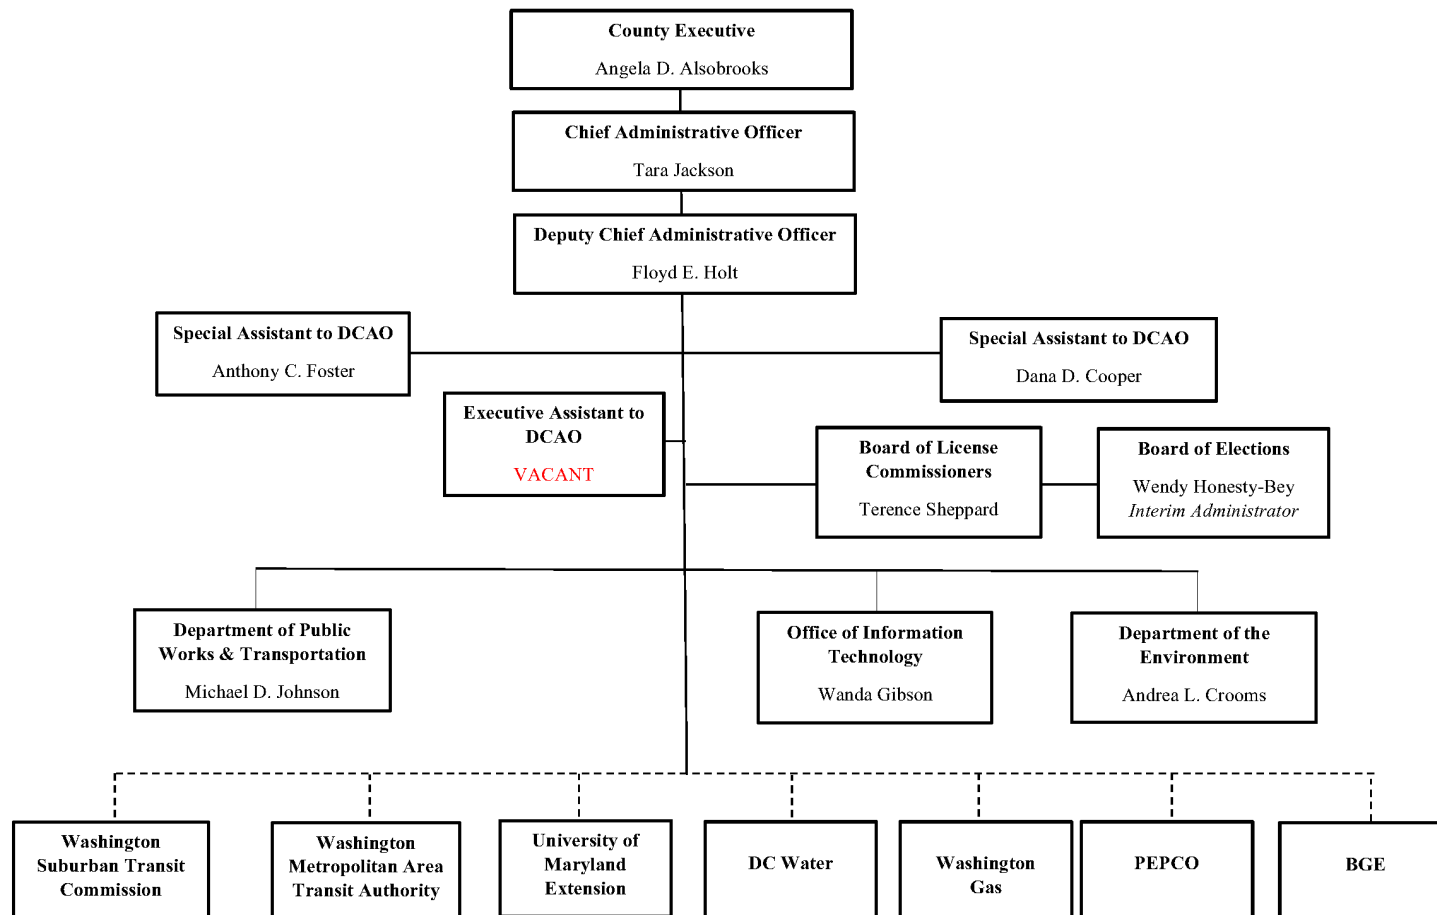 County Executive
Angela D. Alsobrooks
Chief Administrative Officer
Tara Jackson
Deputy Chief Administrative Officer
Floyd E. Holt
Special Assistant to DCAO
Anthony C. Foster
Special Assistant to DCAO
Dana D. Cooper
Executive Assistant to
DCAO
VACANT
Board of License
Commissioners
Terence Sheppard
Board of Elections
Wendy Honesty-Bey
Interim Administrator
Department of Public
Works & Transportation
Michael D. Johnson
Office of Information
Technology
Wanda Gibson
Department of the
Environment
Andrea L. Crooms
Washington
Suburban Transit
Commission
Washington
Metropolitan Area
Transit Authority
University of
Maryland
Extension
DC Water
Washington
Gas
PEPCO
BGE